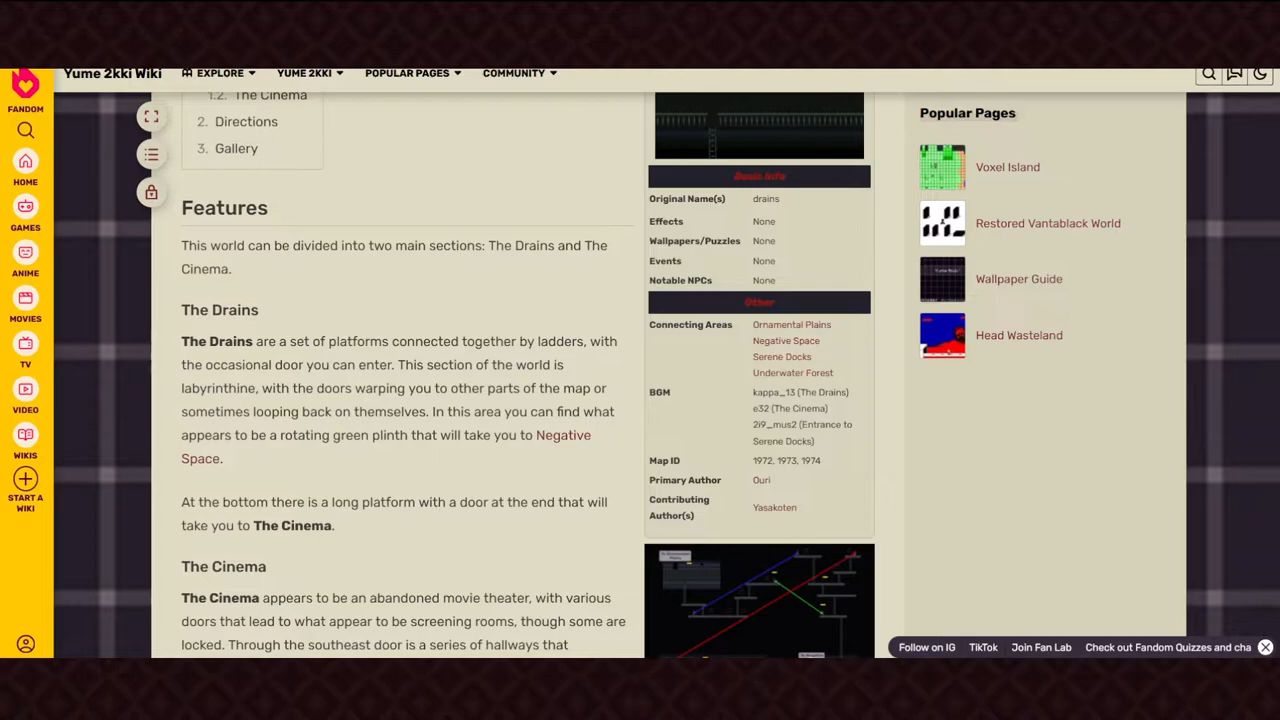 Yume 2kki Wiki
EXPLORE
YUME 2KKI
POPULAR PAGES
COMMUNITY
FANDOM
HOME
GAMES
ANIME
MOVIES
TV
VIDEO
WIKIS
START A
WIKI
1.2. The Cinema
2. Directions
3. Gallery
Features
This world can be divided into two main sections: The Drains and The
Cinema.
The Drains
The Drains are a set of platforms connected together by ladders, with
the occasional door you can enter. This section of the world is
labyrinthine, with the doors warping you to other parts of the map or
sometimes looping back on themselves. In this area you can find what
appears to be a rotating green plinth that will take you to Negative
Space.
At the bottom there is a long platform with a door at the end that will
take you to The Cinema.
The Cinema
The Cinema appears to be an abandoned movie theater, with various
doors that lead to what appear to be screening rooms, though some are
locked. Through the southeast door is a series of hallways that
Basic Info
Original Name(s) drains
Effects None
Wallpapers/Puzzles None
Events None
Notable NPCs None
Other
Connecting Areas Ornamental Plains
Negative Space
Serene Docks
Underwater Forest
BGM kappa_13 (The Drains)
e32 (The Cinema)
2i9_mus2 (Entrance to
Serene Docks)
Map ID 1972, 1973, 1974
Primary Author Ouri
Contributing
Author(s) Yasakoten
Popular Pages
Voxel Island
Restored Vantablack World
Wallpaper Guide
Head Wasteland
Follow on IG TikTok Join Fan Lab Check out Fandom Quizzes and cha